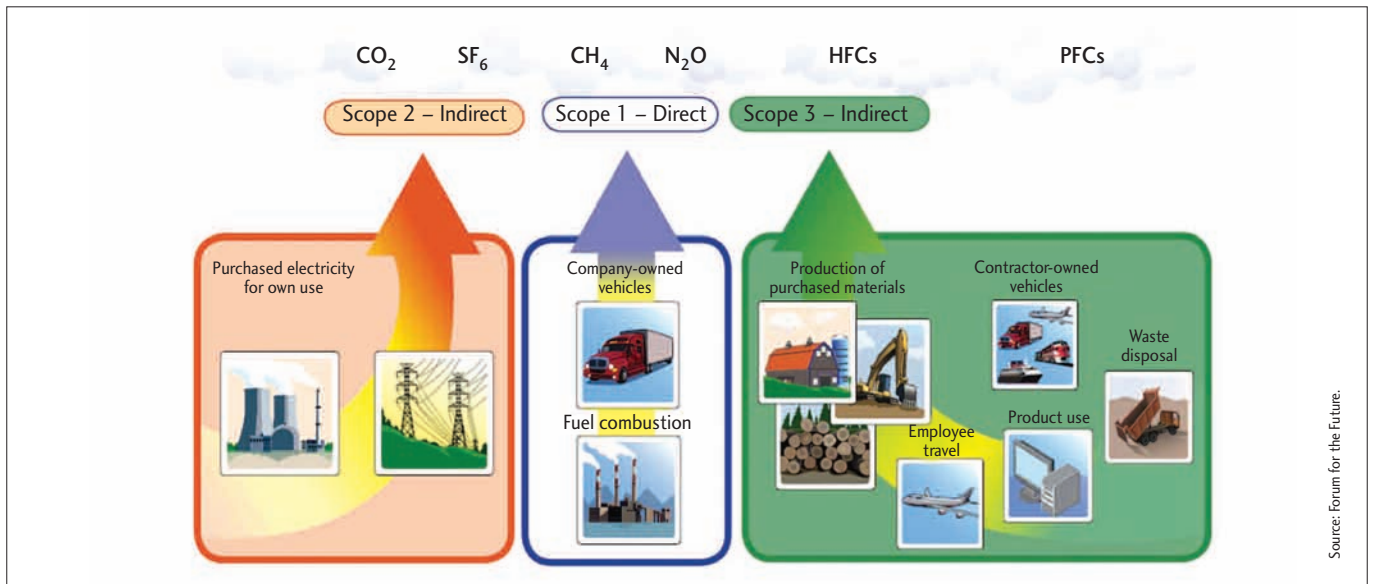 CO₂ SF₆ CH₄ N₂O HFCs PFCs
Scope 2 – Indirect
Scope 1 – Direct
Scope 3 – Indirect
Purchased electricity
for own use
Company-owned
vehicles
Fuel combustion
Production of
purchased materials
Contractor-owned
vehicles
Waste
disposal
Product use
Employee
travel
Source: Forum for the Future.